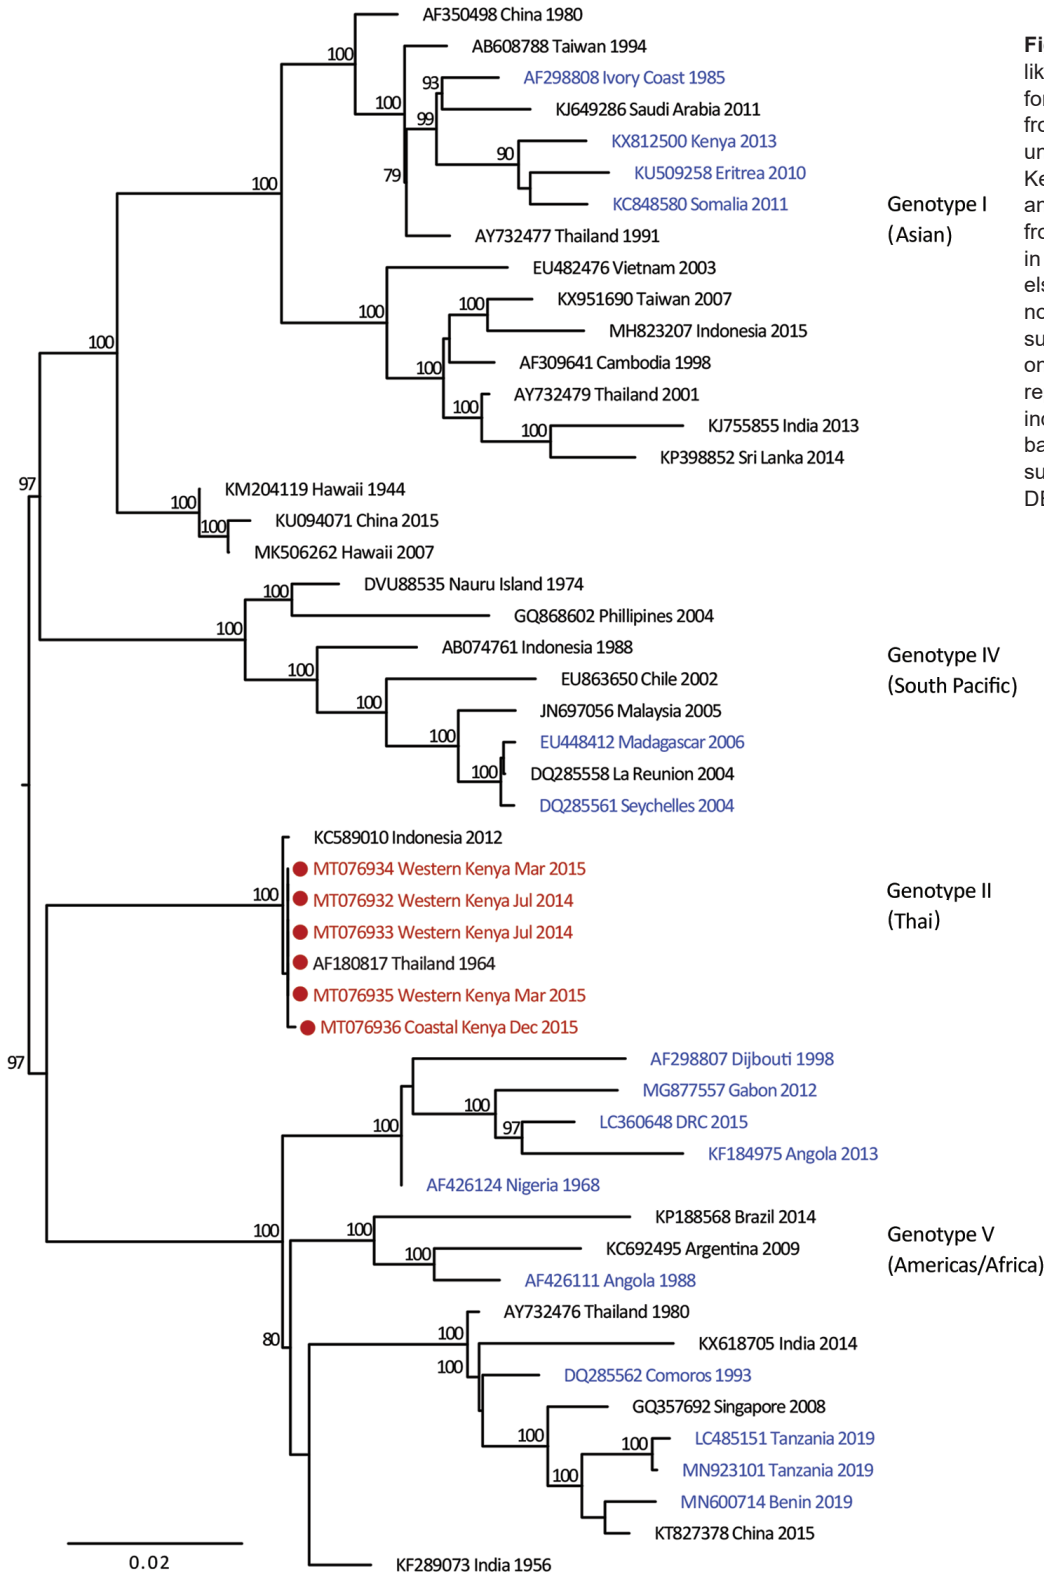 AF350498 China 1980
100
AB608788 Taiwan 1994
AF298808 Ivory Coast 1985
93
KJ649286 Saudi Arabia 2011
100
99
KX812500 Kenya 2013
90
KU509258 Eritrea 2010
79
KC848580 Somalia 2011
100
AY732477 Thailand 1991
Genotype I
(Asian)
EU482476 Vietnam 2003
KX951690 Taiwan 2007
100
100
MH823207 Indonesia 2015
AF309641 Cambodia 1998
100
100
AY732479 Thailand 2001
100
KJ755855 India 2013
100
KP398852 Sri Lanka 2014
97
KM204119 Hawaii 1944
100
KU094071 China 2015
100
MK506262 Hawaii 2007
DVU88535 Nauru Island 1974
100
GQ868602 Phillipines 2004
100
AB074761 Indonesia 1988
Genotype IV
(South Pacific)
100
EU863650 Chile 2002
100
JN697056 Malaysia 2005
100
EU448412 Madagascar 2006
100
DQ285558 La Reunion 2004
DQ285561 Seychelles 2004
KC589010 Indonesia 2012
MT076934 Western Kenya Mar 2015
100
MT076932 Western Kenya Jul 2014
Genotype II
(Thai)
MT076933 Western Kenya Jul 2014
AF180817 Thailand 1964
MT076935 Western Kenya Mar 2015
MT076936 Coastal Kenya Dec 2015
97
AF298807 Dijbouti 1998
MG877557 Gabon 2012
100
100
LC360648 DRC 2015
97
KF184975 Angola 2013
AF426124 Nigeria 1968
KP188568 Brazil 2014
100
100
KC692495 Argentina 2009
100
AF426111 Angola 1988
Genotype V
(Americas/Africa)
AY732476 Thailand 1980
80
100
KX618705 India 2014
100
DQ285562 Comoros 1993
GQ357692 Singapore 2008
100
LC485151 Tanzania 2019
100
MN923101 Tanzania 2019
100
MN600714 Benin 2019
KT827378 China 2015
KF289073 India 1956
0.02